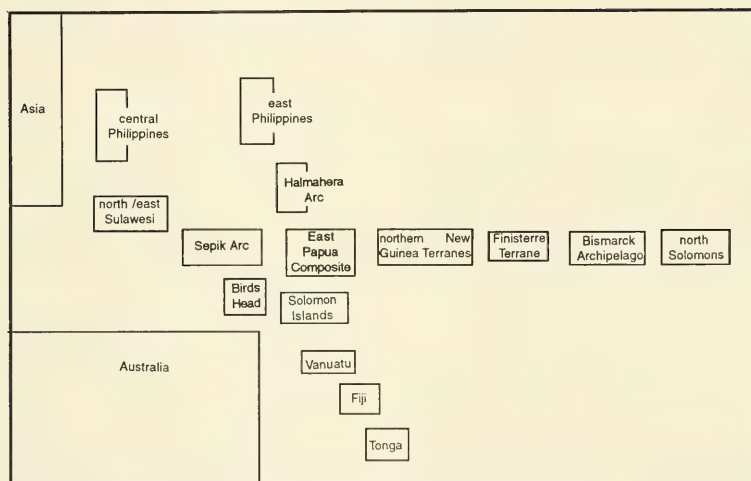 Asia
central
Philippines
east
Philippines
Halmahera
Arc
north /east
Sulawesi
Sepik Arc
East
Papua
Composite
northern New
Guinea Terranes
Finisterre
Terrane
Bismarck
Archipelago
north
Solomons
Birds
Head
Solomon
Islands
Australia
Vanuatu
Fiji
Tonga